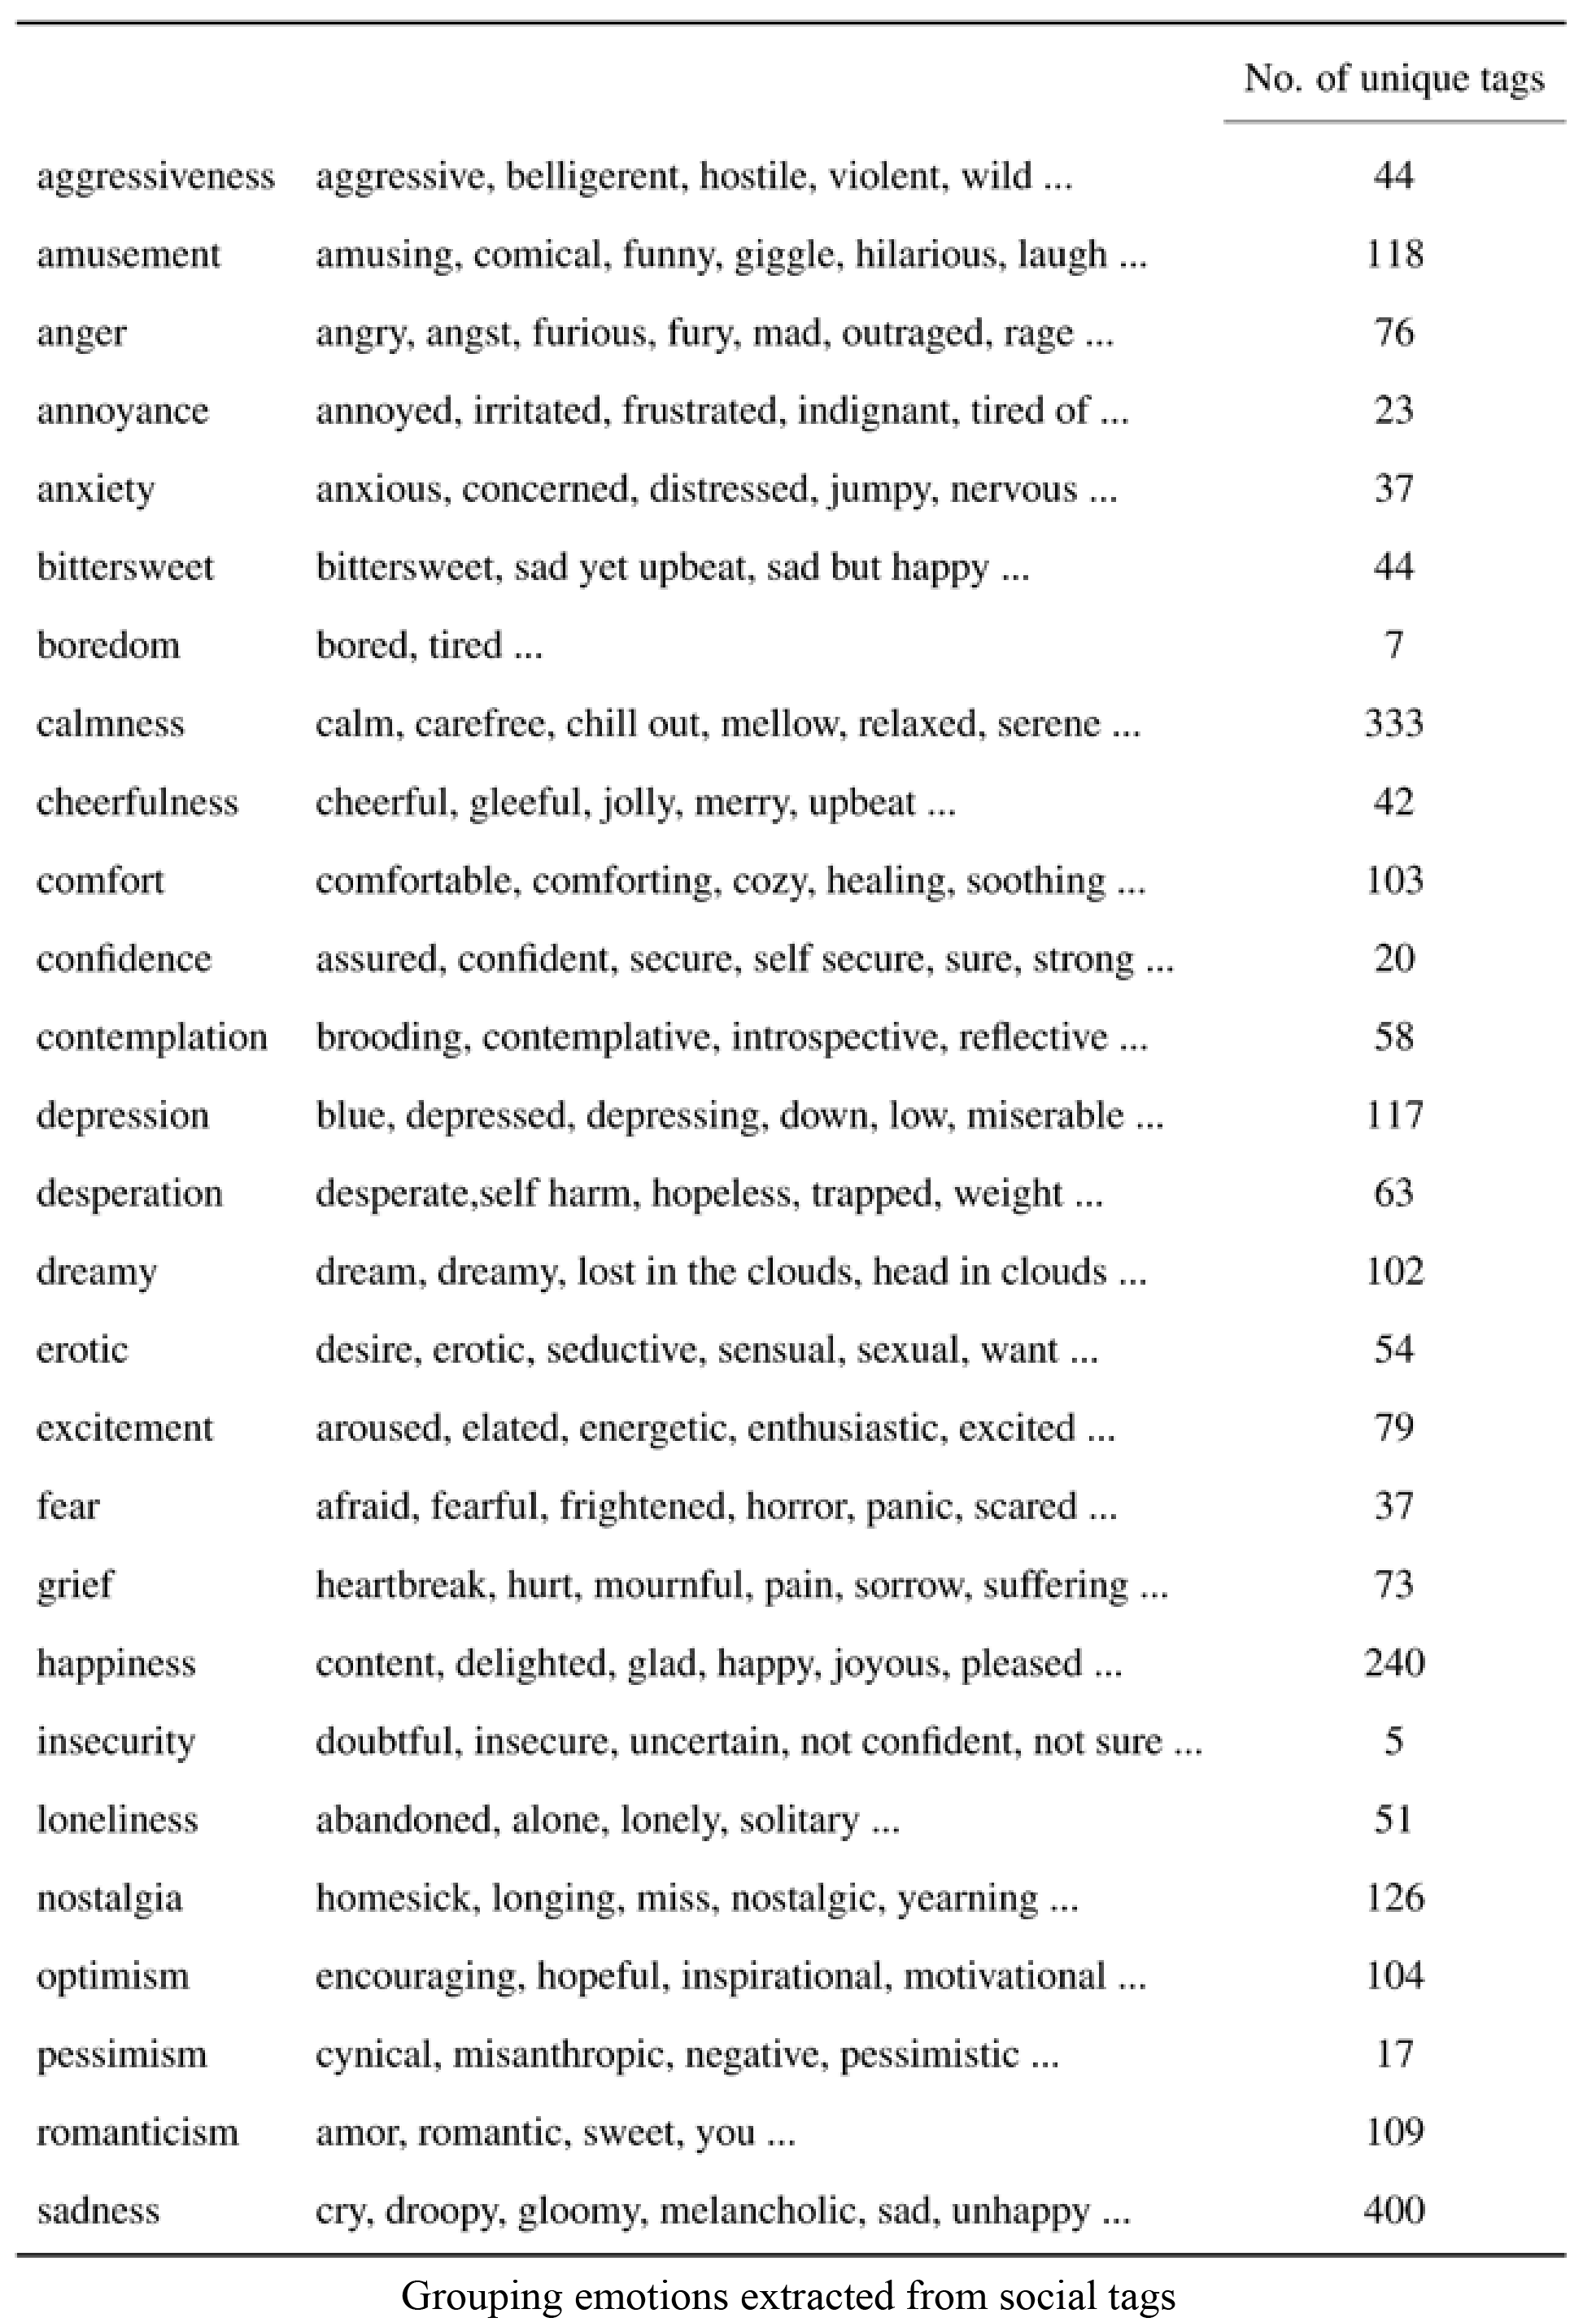 No. of unique tags
aggressiveness aggressive, belligerent, hostile, violent, wild ... 44
amusement amusing, comical, funny, giggle, hilarious, laugh ... 118
anger angry, angst, furious, fury, mad, outraged, rage ... 76
annoyance annoyed, irritated, frustrated, indignant, tired of ... 23
anxiety anxious, concerned, distressed, jumpy, nervous ... 37
bittersweet bittersweet, sad yet upbeat, sad but happy ... 44
boredom bored, tired ... 7
calmness calm, carefree, chill out, mellow, relaxed, serene ... 333
cheerfulness cheerful, gleeful, jolly, merry, upbeat ... 42
comfort comfortable, comforting, cozy, healing, soothing ... 103
confidence assured, confident, secure, self secure, sure, strong ... 20
contemplation brooding, contemplative, introspective, reflective ... 58
depression blue, depressed, depressing, down, low, miserable ... 117
desperation desperate,self harm, hopeless, trapped, weight ... 63
dreamy dream, dreamy, lost in the clouds, head in clouds ... 102
erotic desire, erotic, seductive, sensual, sexual, want ... 54
excitement aroused, elated, energetic, enthusiastic, excited ... 79
fear afraid, fearful, frightened, horror, panic, scared ... 37
grief heartbreak, hurt, mournful, pain, sorrow, suffering ... 73
happiness content, delighted, glad, happy, joyous, pleased ... 240
insecurity doubtful, insecure, uncertain, not confident, not sure ... 5
loneliness abandoned, alone, lonely, solitary ... 51
nostalgia homesick, longing, miss, nostalgic, yearning ... 126
optimism encouraging, hopeful, inspirational, motivational ... 104
pessimism cynical, misanthropic, negative, pessimistic ... 17
romanticism amor, romantic, sweet, you ... 109
sadness cry, droopy, gloomy, melancholic, sad, unhappy ... 400
Grouping emotions extracted from social tags